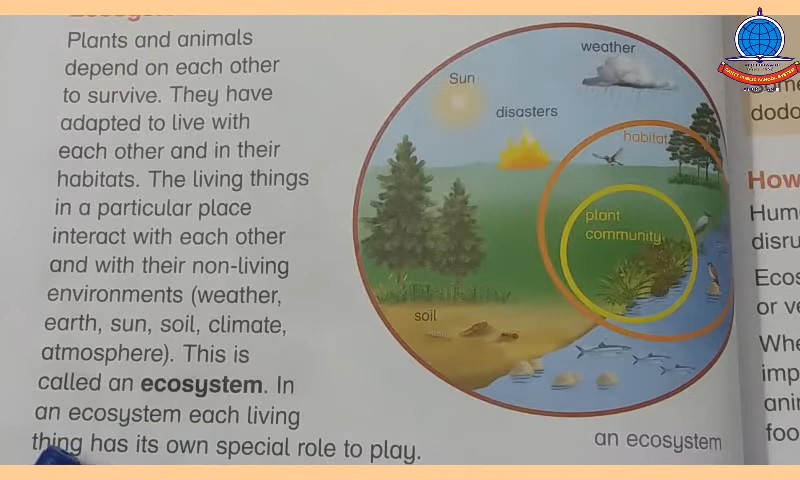 Plants and animals
depend on each other
to survive. They have
adapted to live with
each other and in their
habitats. The living things
in a particular place
interact with each other
and with their non-living
environments (weather,
earth, sun, soil, climate,
atmosphere). This is
called an ecosystem. In
an ecosystem each living
thing has its own special role to play.
weather
Sun
disasters
habitat
plant
community
soil
an ecosystem
dodo
How
Hum
disru
Ecos
or ve
Whe
imp
ani
foo